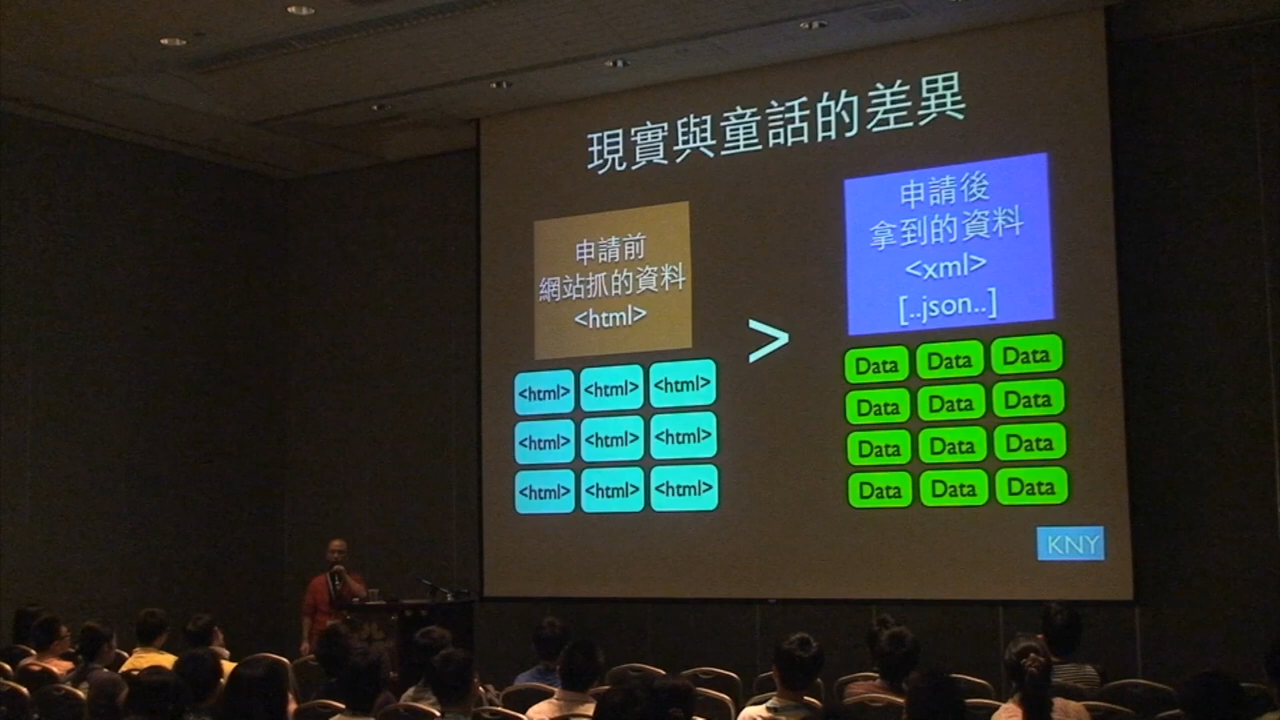 現實與童話的差異
申請前
網站抓的資料
<html>
<html> <html> <html>
<html> <html> <html>
<html> <html> <html>
>
申請後
拿到的資料
<xml>
[..json..]
Data Data Data
Data Data Data
Data Data Data
Data Data Data
KNY